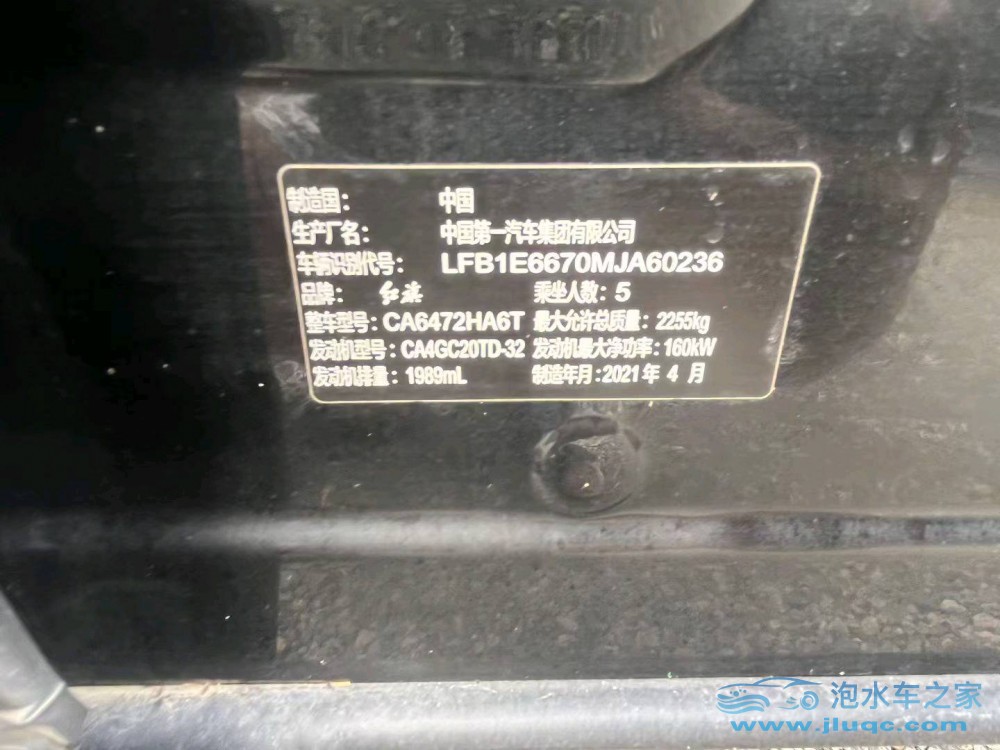 制造国： 中国
生产厂名： 中国第一汽车集团有限公司
车辆识别代号： LFB1E6670MJA60236
品牌： 红旗 乘坐人数：5
整车型号：CA6472HA6T 最大允许总质量：2255kg
发动机型号：CA4GC20TD-32 发动机最大净功率：160kW
发动机排量：1989mL 制造年月：2021年 4 月
泡水车之家
www.jluqc.com